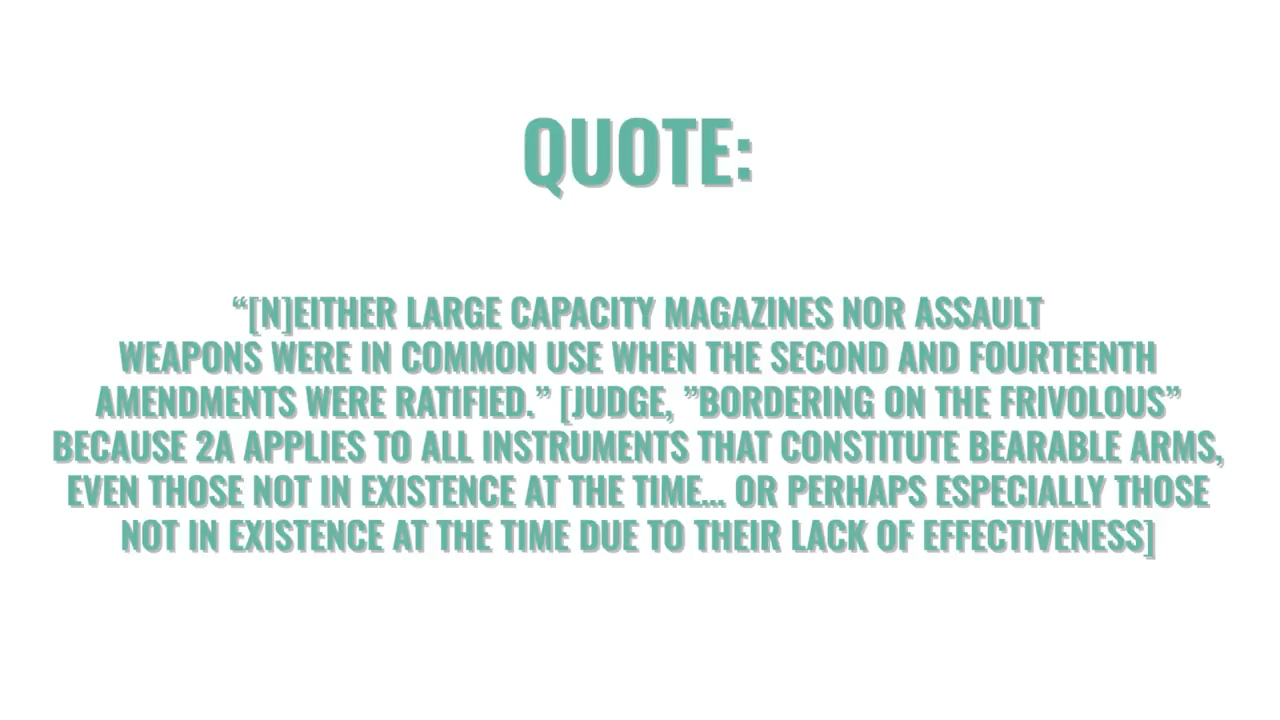 QUOTE:
“[N]EITHER LARGE CAPACITY MAGAZINES NOR ASSAULT
WEAPONS WERE IN COMMON USE WHEN THE SECOND AND FOURTEENTH
AMENDMENTS WERE RATIFIED.” [JUDGE, ”BORDERING ON THE FRIVOLOUS”
BECAUSE 2A APPLIES TO ALL INSTRUMENTS THAT CONSTITUTE BEARABLE ARMS,
EVEN THOSE NOT IN EXISTENCE AT THE TIME... OR PERHAPS ESPECIALLY THOSE
NOT IN EXISTENCE AT THE TIME DUE TO THEIR LACK OF EFFECTIVENESS]